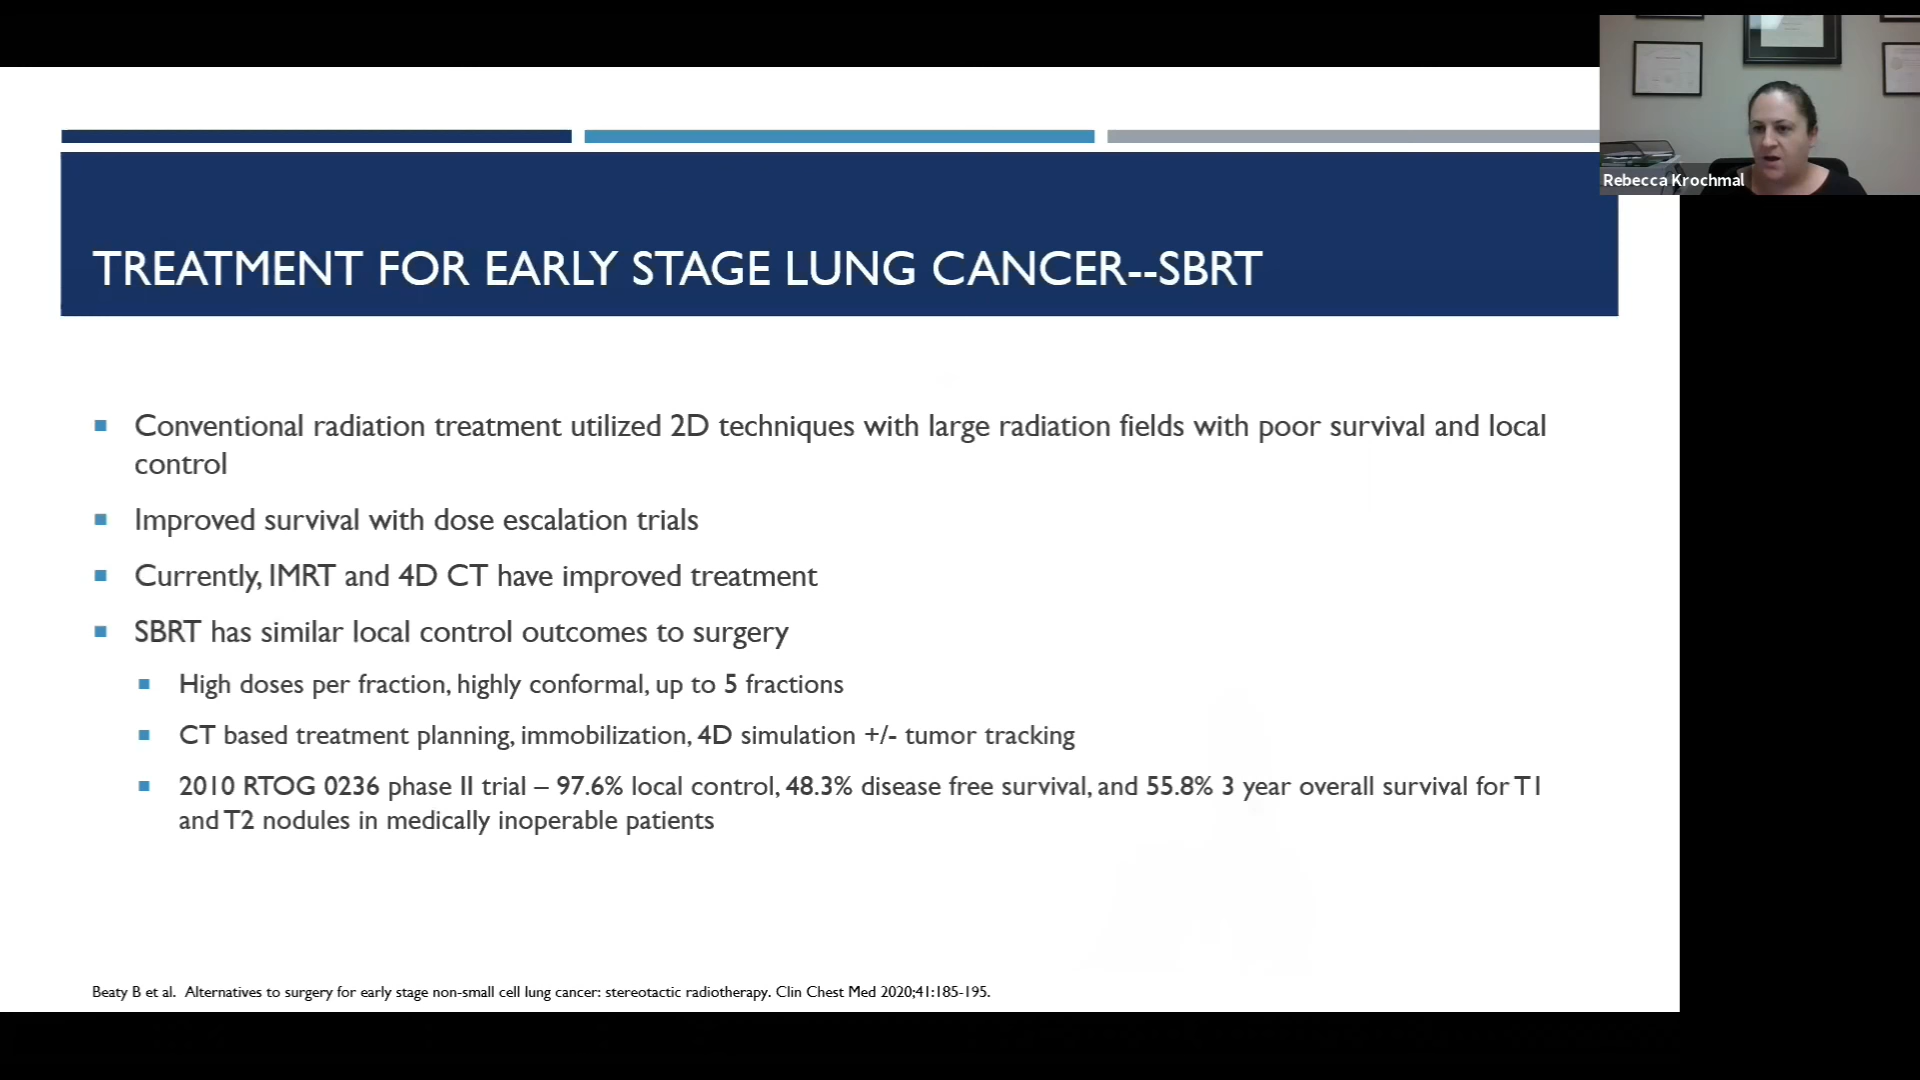 Rebecca Krochmal
TREATMENT FOR EARLY STAGE LUNG CANCER--SBRT
Conventional radiation treatment utilized 2D techniques with large radiation fields with poor survival and local
control
Improved survival with dose escalation trials
Currently, IMRT and 4D CT have improved treatment
SBRT has similar local control outcomes to surgery
High doses per fraction, highly conformal, up to 5 fractions
CT based treatment planning, immobilization, 4D simulation +/- tumor tracking
2010 RTOG 0236 phase II trial – 97.6% local control, 48.3% disease free survival, and 55.8% 3 year overall survival for T1
and T2 nodules in medically inoperable patients
Beaty B et al. Alternatives to surgery for early stage non-small cell lung cancer: stereotactic radiotherapy. Clin Chest Med 2020;41:185-195.